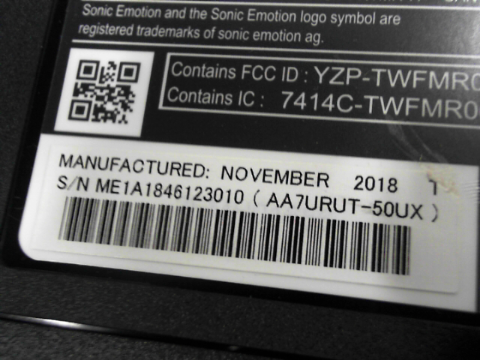 Sonic Emotion and the Sonic Emotion logo symbol are
registered trademarks of sonic emotion ag.
Contains FCC ID : YZP-TWFMR0
Contains IC : 7414C-TWFMR0
MANUFACTURED: NOVEMBER 2018
S/N ME1A1846123010 ( AA7URUT-50UX )